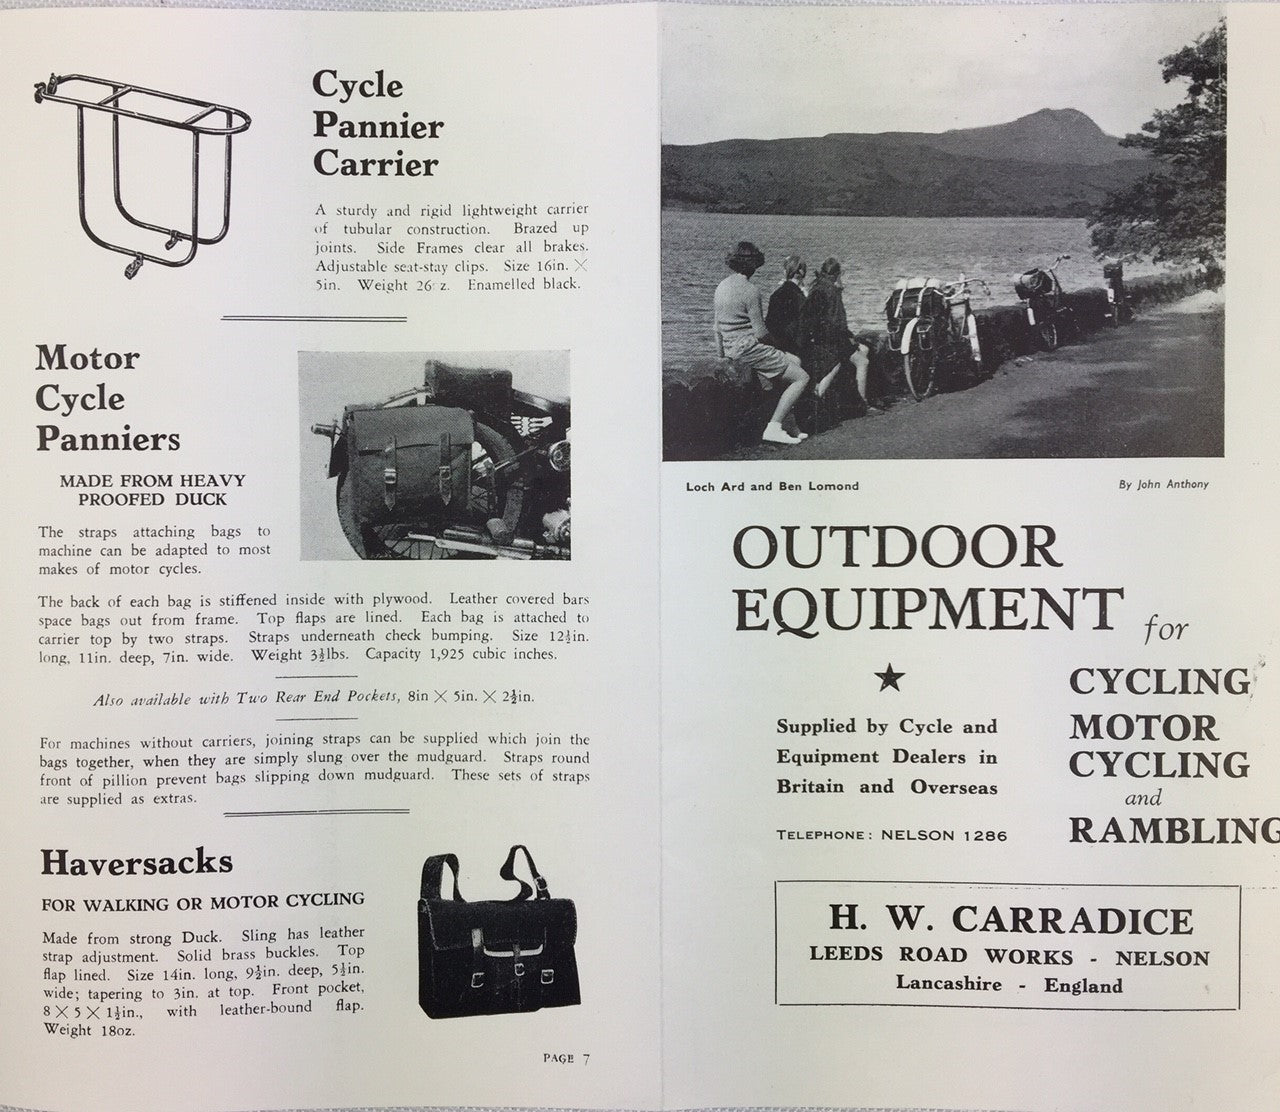 Cycle
Pannier
Carrier
A sturdy and rigid lightweight carrier
of tubular construction. Brazed up
joints. Side Frames clear all brakes.
Adjustable seat-stay clips. Size 16in. ×
5in. Weight 26 z. Enamelled black.
Motor
Cycle
Panniers
MADE FROM HEAVY
PROOFED DUCK
The straps attaching bags to
machine can be adapted to most
makes of motor cycles.
The back of each bag is stiffened inside with plywood. Leather covered bars
space bags out from frame. Top flaps are lined. Each bag is attached to
carrier top by two straps. Straps underneath check bumping. Size 12½in.
long, 11in. deep, 7in. wide. Weight 3½lbs. Capacity 1,925 cubic inches.
Also available with Two Rear End Pockets, 8in × 5in. × 2½in.
For machines without carriers, joining straps can be supplied which join the
bags together, when they are simply slung over the mudguard. Straps round
front of pillion prevent bags slipping down mudguard. These sets of straps
are supplied as extras.
Haversacks
FOR WALKING OR MOTOR CYCLING
Made from strong Duck. Sling has leather
strap adjustment. Solid brass buckles. Top
flap lined. Size 14in. long, 9½in. deep, 5½in.
wide; tapering to 3in. at top. Front pocket,
8 × 5 × 1½in., with leather-bound flap.
Weight 18oz.
PAGE 7
Loch Ard and Ben Lomond
By John Anthony
OUTDOOR
EQUIPMENT for
CYCLING
MOTOR
CYCLING
and
RAMBLING
Supplied by Cycle and
Equipment Dealers in
Britain and Overseas
TELEPHONE: NELSON 1286
H. W. CARRADICE
LEEDS ROAD WORKS - NELSON
Lancashire - England